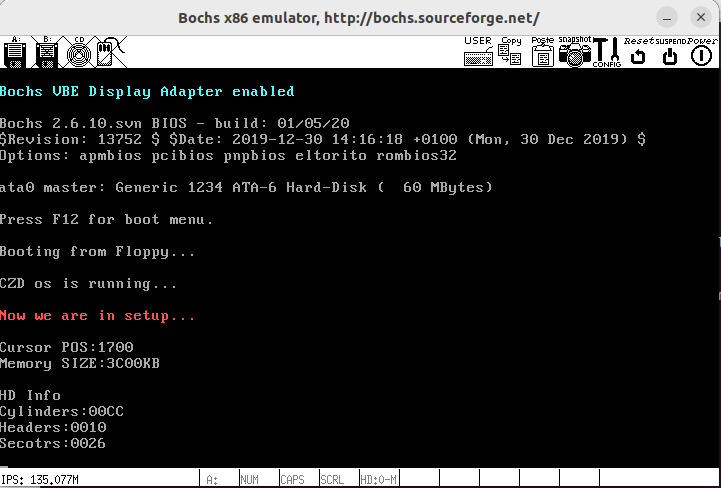 Bochs x86 emulator, http://bochs.sourceforge.net/
A: B: CD USER Copy Paste snapshot CONFIG Reset SUSPEND Power
Bochs VBE Display Adapter enabled
Bochs 2.6.10.svn BIOS - build: 01/05/20
$Revision: 13752 $ $Date: 2019-12-30 14:16:18 +0100 (Mon, 30 Dec 2019) $
Options: apmbios pcibios pnpbios eltorito rombios32
ata0 master: Generic 1234 ATA-6 Hard-Disk (  60 MBytes)
Press F12 for boot menu.
Booting from Floppy...
CZD os is running...
Now we are in setup...
Cursor POS:1700
Memory SIZE:3C00KB
HD Info
Cylinders:00CC
Headers:0010
Secotrs:0026
IPS: 135.077M A: NUM CAPS SCRL HD:0-M